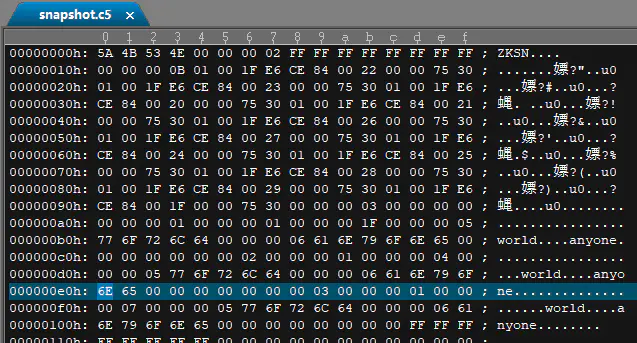 snapshot.c5 ×
0 1 2 3 4 5 6 7 8 9 a b c d e f
00000000h: 5A 4B 53 4E 00 00 00 02 FF FF FF FF FF FF FF FF ; ZKSN....
00000010h: 00 00 00 0B 01 00 1F E6 CE 84 00 22 00 00 75 30 ; .......嫖?"..u0
00000020h: 01 00 1F E6 CE 84 00 23 00 00 75 30 01 00 1F E6 ; ...嫖?#..u0...?
00000030h: CE 84 00 20 00 00 75 30 01 00 1F E6 CE 84 00 21 ; 蝿. ..u0...嫖?!
00000040h: 00 00 75 30 01 00 1F E6 CE 84 00 26 00 00 75 30 ; ..u0...嫖?&..u0
00000050h: 01 00 1F E6 CE 84 00 27 00 00 75 30 01 00 1F E6 ; ...嫖?'..u0...?
00000060h: CE 84 00 24 00 00 75 30 01 00 1F E6 CE 84 00 25 ; 蝿.$..u0...嫖?%
00000070h: 00 00 75 30 01 00 1F E6 CE 84 00 28 00 00 75 30 ; ..u0...嫖?(..u0
00000080h: 01 00 1F E6 CE 84 00 29 00 00 75 30 01 00 1F E6 ; ...嫖?)..u0...?
00000090h: CE 84 00 1F 00 00 75 30 00 00 00 03 00 00 00 00 ; 蝿....u0........
000000a0h: 00 00 00 01 00 00 00 01 00 00 00 1F 00 00 00 05 ; ................
000000b0h: 77 6F 72 6C 64 00 00 00 06 61 6E 79 6F 6E 65 00 ; world....anyone.
000000c0h: 00 00 00 00 00 00 02 00 00 00 01 00 00 00 04 00 ; ................
000000d0h: 00 00 05 77 6F 72 6C 64 00 00 00 06 61 6E 79 6F ; ...world....anyo
000000e0h: 6E 65 00 00 00 00 00 00 00 03 00 00 00 01 00 00 ; ne..............
000000f0h: 00 07 00 00 00 05 77 6F 72 6C 64 00 00 00 06 61 ; ......world....a
00000100h: 6E 79 6F 6E 65 00 00 00 00 00 00 00 00 FF FF FF ; nyone........